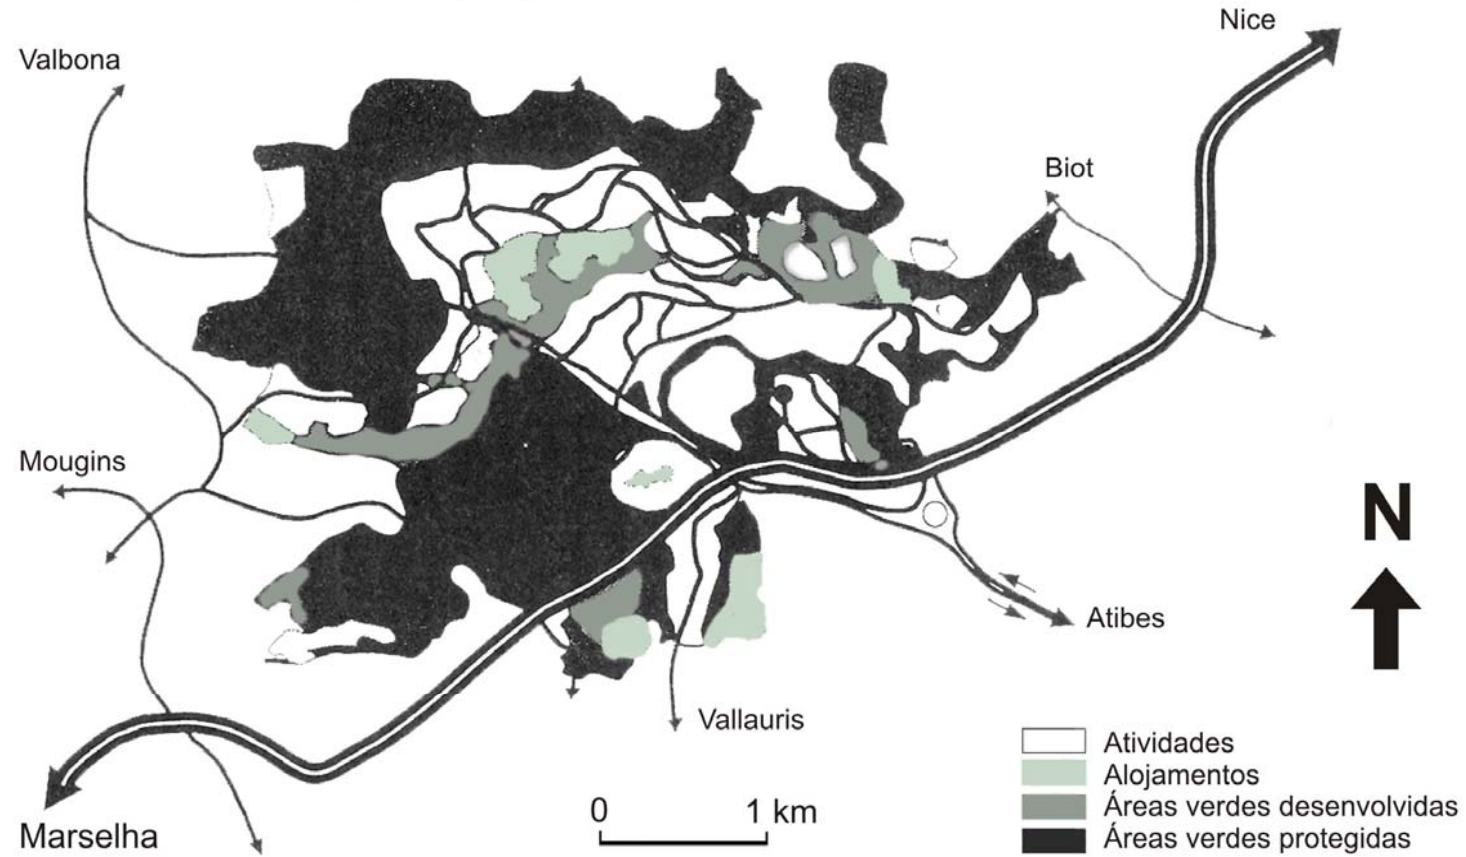 Nice
Valbona
Biot
Mougins
N
Atibes
Vallauris
Marselha
0 1 km
Atividades
Alojamentos
Áreas verdes desenvolvidas
Áreas verdes protegidas